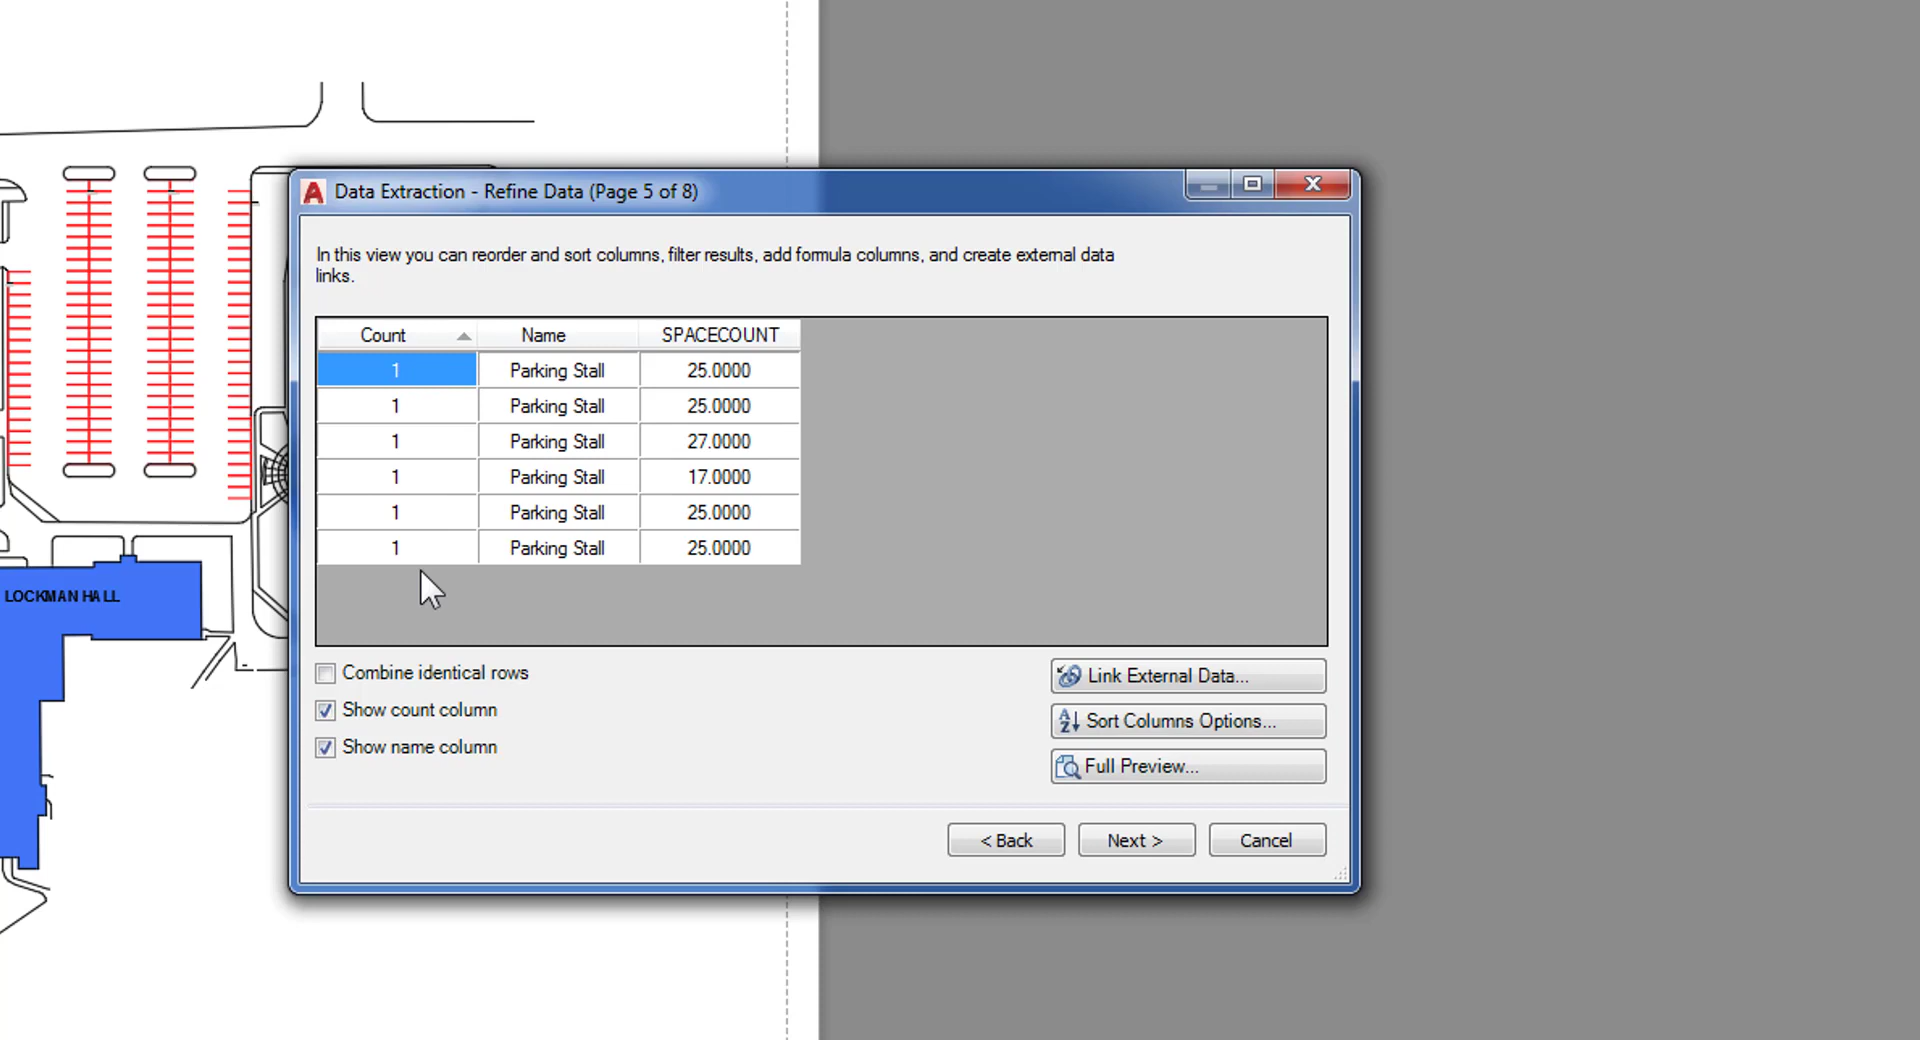 Data Extraction - Refine Data (Page 5 of 8)
In this view you can reorder and sort columns, filter results, add formula columns, and create external data
links.
Count Name SPACECOUNT
1 Parking Stall 25.0000
1 Parking Stall 25.0000
1 Parking Stall 27.0000
1 Parking Stall 17.0000
1 Parking Stall 25.0000
1 Parking Stall 25.0000
LOCKMAN HALL
Combine identical rows
Show count column
Show name column
Link External Data...
Sort Columns Options...
Full Preview...
< Back Next > Cancel